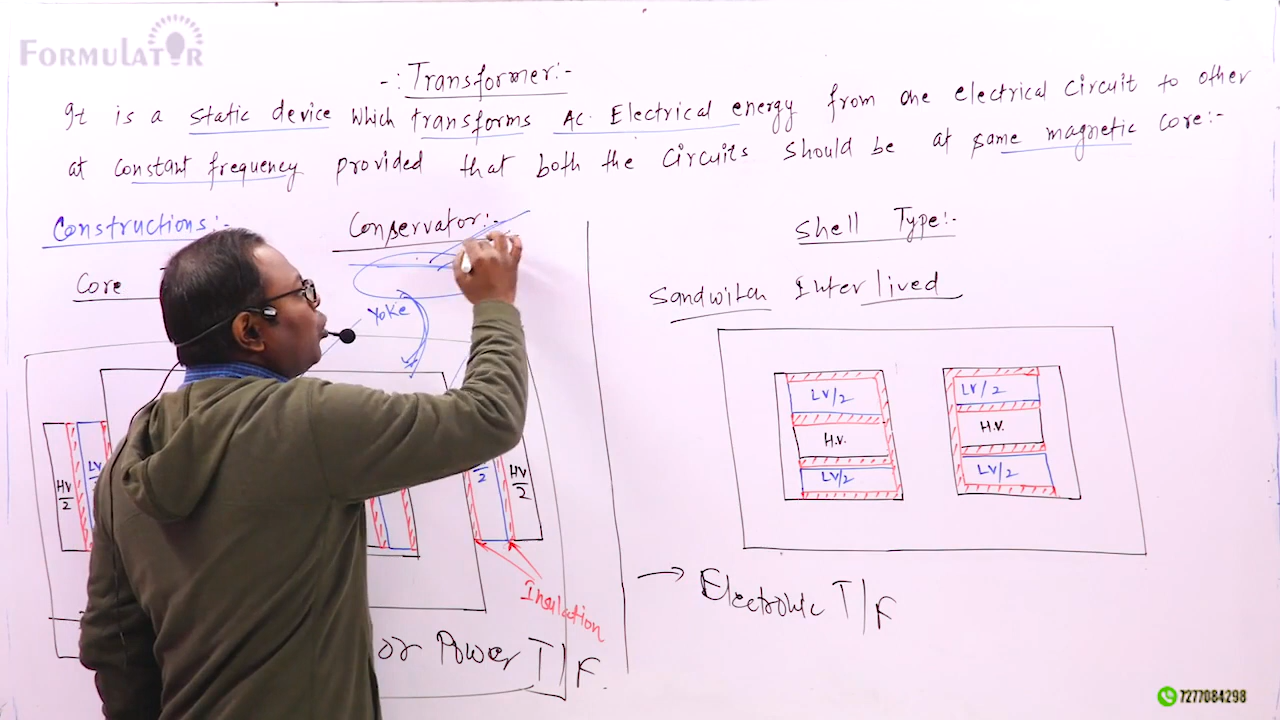 FORMULATOR
-: Transformer:-
It is a static device which transforms AC. Electrical energy from one electrical circuit to other
at constant frequency provided that both the circuits should be at same magnetic core:-
Constructions:-
Conservator:-
Core
Yoke
HV/2
LV
/2
HV/2
Insulation
or Power T/F.
Shell Type:-
Sandwitch Inter lived
LV/2
H.V.
LV/2
LV/2
H.V.
LV/2
→ Electronic T/F
7277084298